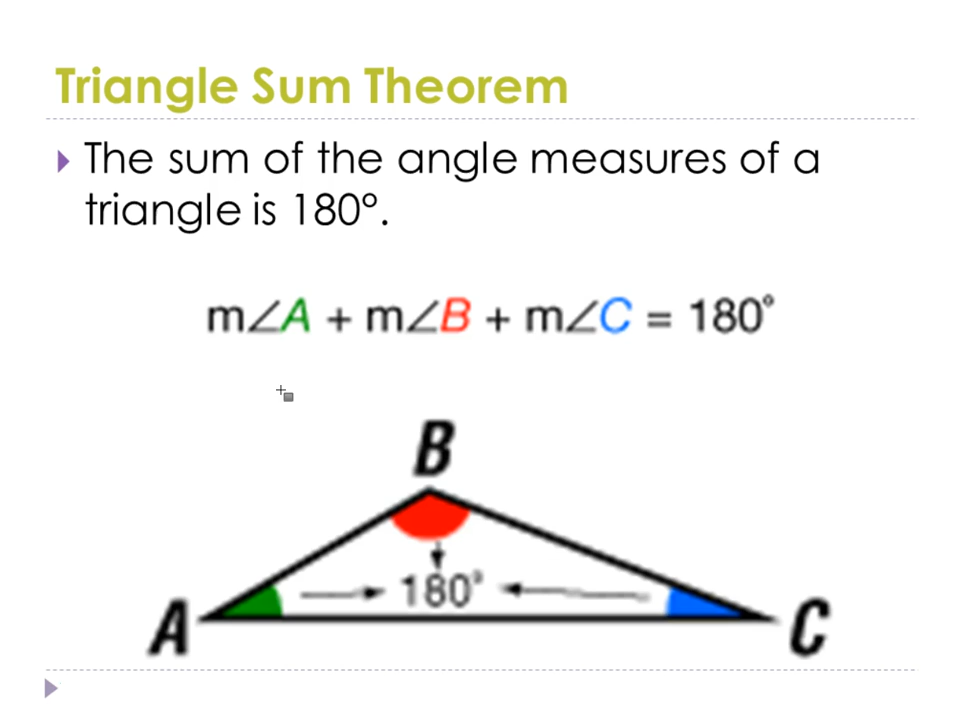 Triangle Sum Theorem
The sum of the angle measures of a
triangle is 180°.
m∠A + m∠B + m∠C = 180°
B
180°
A
C